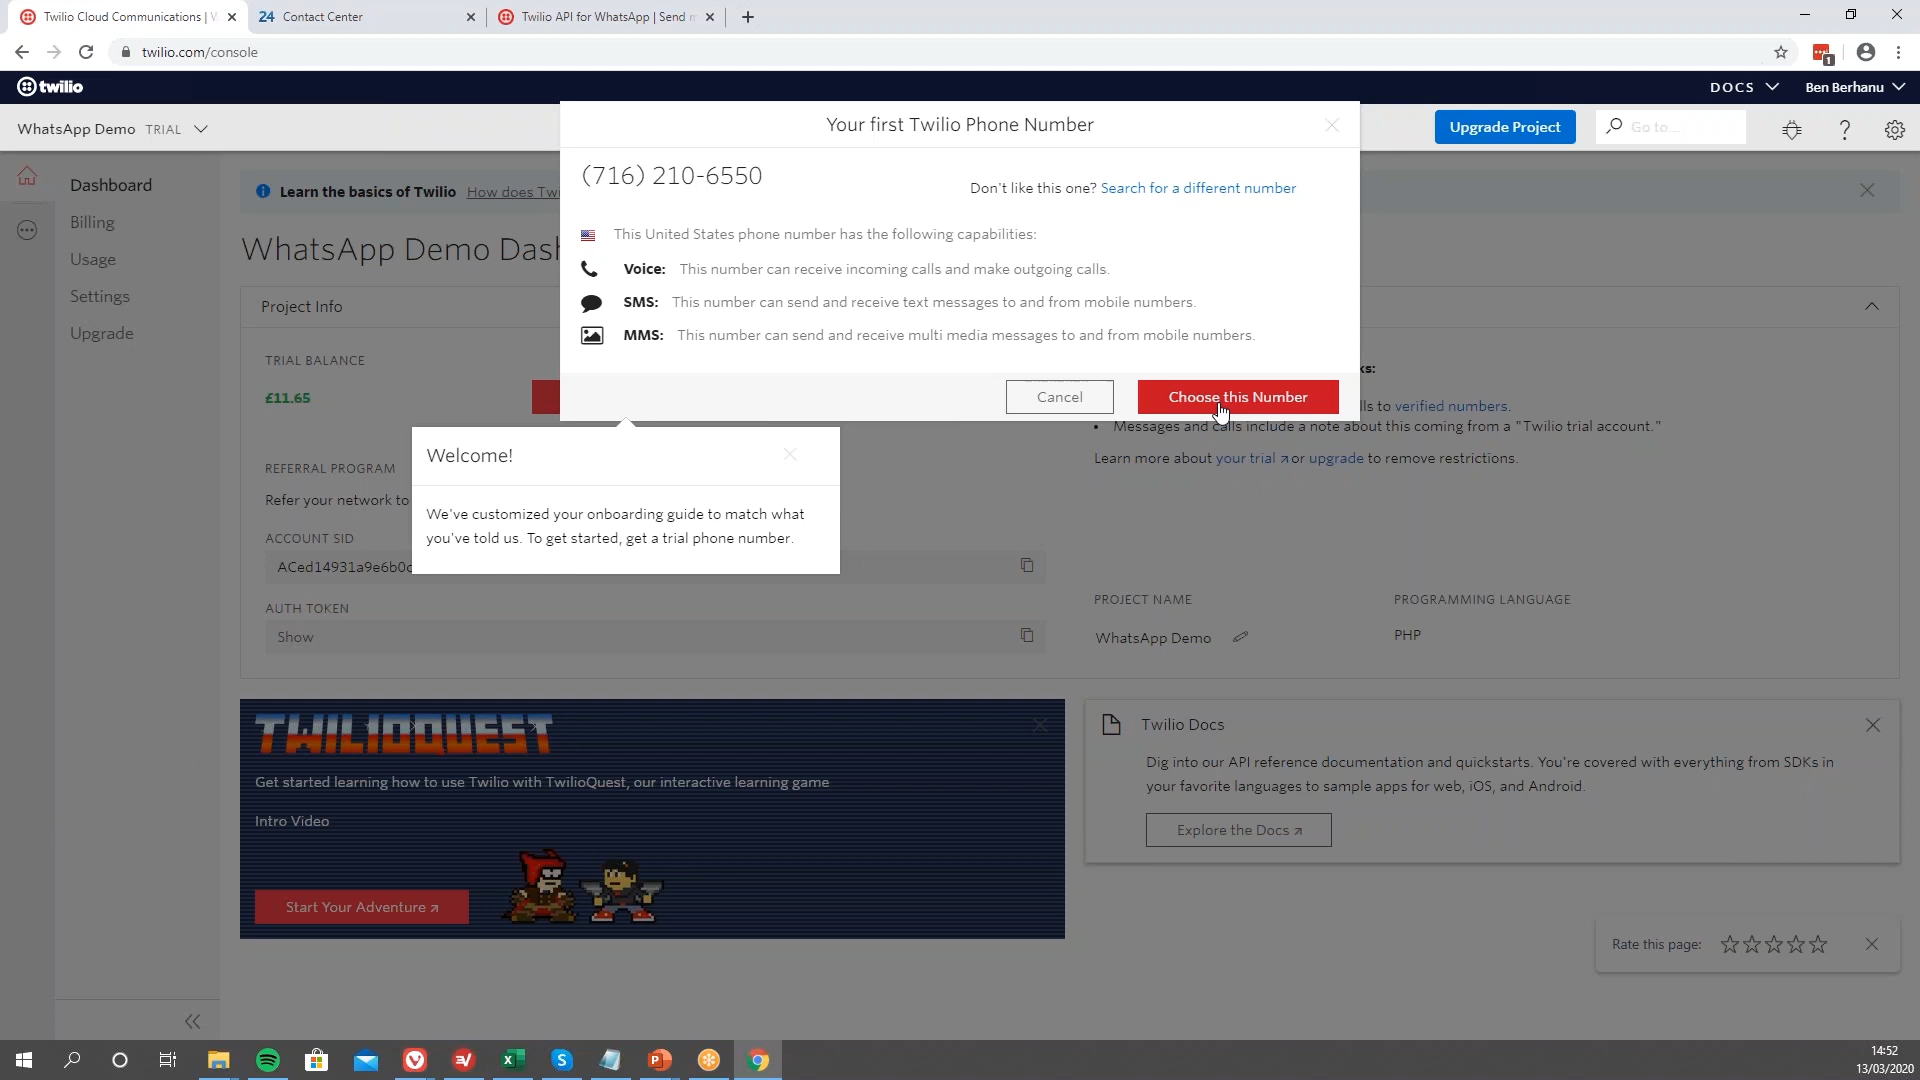 Twilio Cloud Communications | W
24 Contact Center
Twilio API for WhatsApp | Send m
twilio.com/console
1
twilio
DOCS
Ben Berhanu
WhatsApp Demo TRIAL
Upgrade Project
Go to...
Your first Twilio Phone Number
(716) 210-6550
Don't like this one? Search for a different number
This United States phone number has the following capabilities:
Voice: This number can receive incoming calls and make outgoing calls.
SMS: This number can send and receive text messages to and from mobile numbers.
MMS: This number can send and receive multi media messages to and from mobile numbers.
Cancel
Choose this Number
Dashboard
Billing
Usage
Settings
Upgrade
Learn the basics of Twilio How does Twi
WhatsApp Demo Das
Project Info
TRIAL BALANCE
£11.65
ks:
lls to verified numbers.
• Messages and calls include a note about this coming from a "Twilio trial account."
Learn more about your trial or upgrade to remove restrictions.
REFERRAL PROGRAM
Refer your network to
Welcome!
We've customized your onboarding guide to match what
you've told us. To get started, get a trial phone number.
ACCOUNT SID
ACed14931a9e6b0c
AUTH TOKEN
Show
PROJECT NAME
WhatsApp Demo
PROGRAMMING LANGUAGE
PHP
TWILIOQUEST
Get started learning how to use Twilio with TwilioQuest, our interactive learning game
Intro Video
Start Your Adventure
Twilio Docs
Dig into our API reference documentation and quickstarts. You're covered with everything from SDKs in
your favorite languages to sample apps for web, iOS, and Android.
Explore the Docs
Rate this page:
14:52
13/03/2020